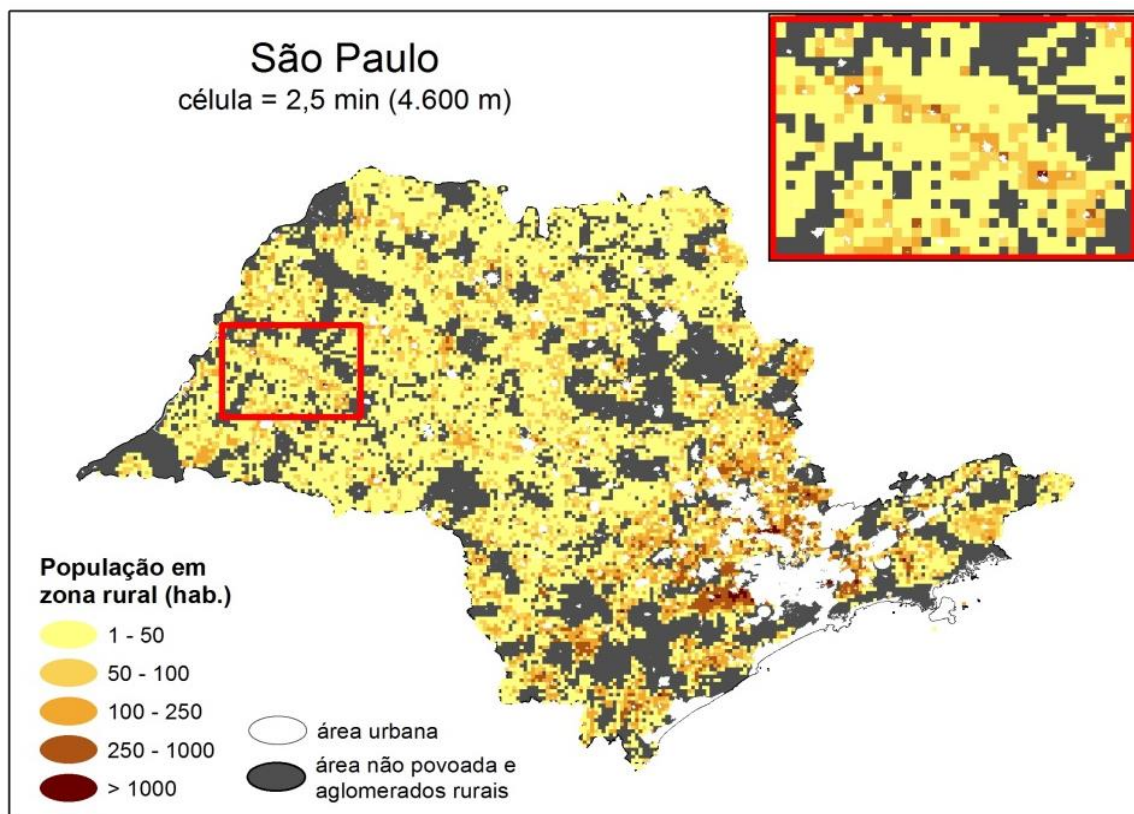 São Paulo
célula = 2,5 min (4.600 m)
População em
zona rural (hab.)
1 - 50
50 - 100
100 - 250
250 - 1000
> 1000
área urbana
área não povoada e
aglomerados rurais